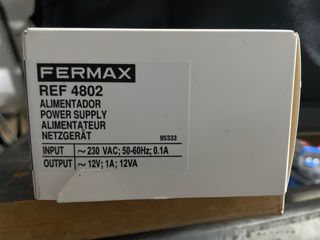 FERMAX
REF 4802
ALIMENTADOR
POWER SUPPLY
ALIMENTATEUR
NETZGERÄT 95333
INPUT ~ 230 VAC; 50-60Hz; 0.1A
OUTPUT ~ 12V; 1A; 12VA